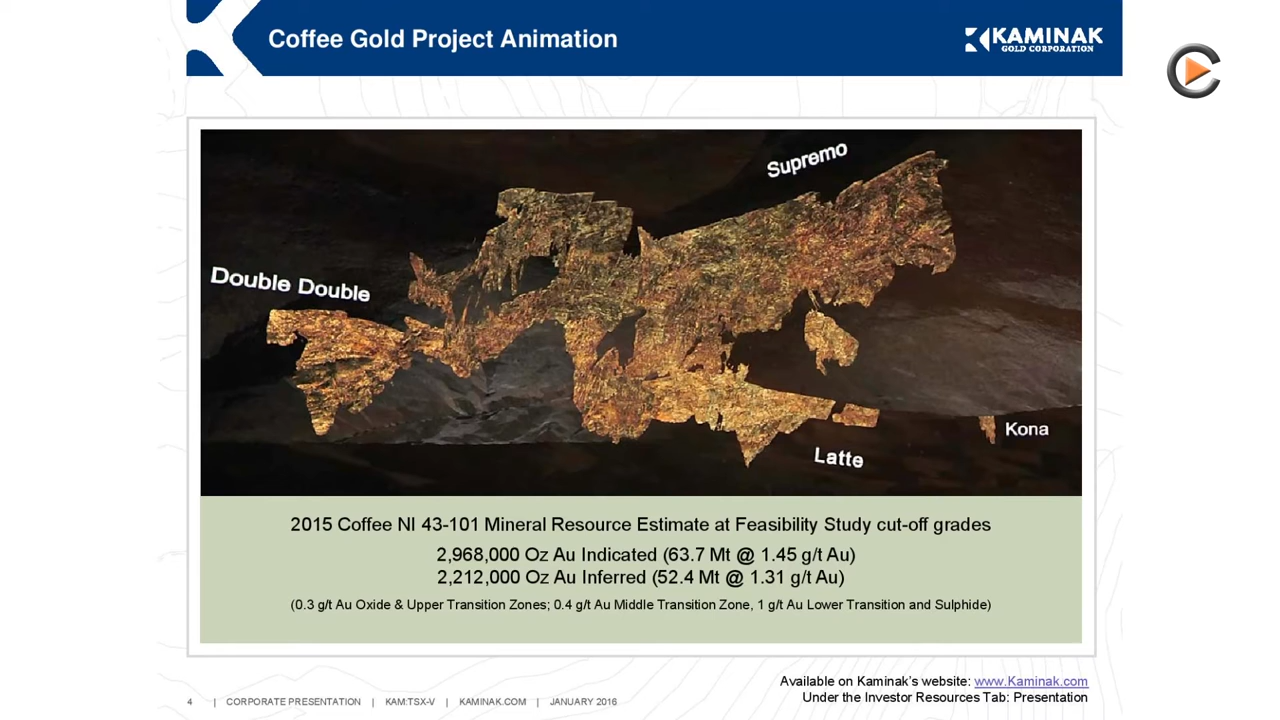 Coffee Gold Project Animation
KAMINAK
GOLD CORPORATION
Supremo
Double Double
Kona
Latte
2015 Coffee NI 43-101 Mineral Resource Estimate at Feasibility Study cut-off grades
2,968,000 Oz Au Indicated (63.7 Mt @ 1.45 g/t Au)
2,212,000 Oz Au Inferred (52.4 Mt @ 1.31 g/t Au)
(0.3 g/t Au Oxide & Upper Transition Zones; 0.4 g/t Au Middle Transition Zone, 1 g/t Au Lower Transition and Sulphide)
Available on Kaminak's website: www.Kaminak.com
Under the Investor Resources Tab: Presentation
4 | CORPORATE PRESENTATION | KAM:TSX-V | KAMINAK.COM | JANUARY 2016